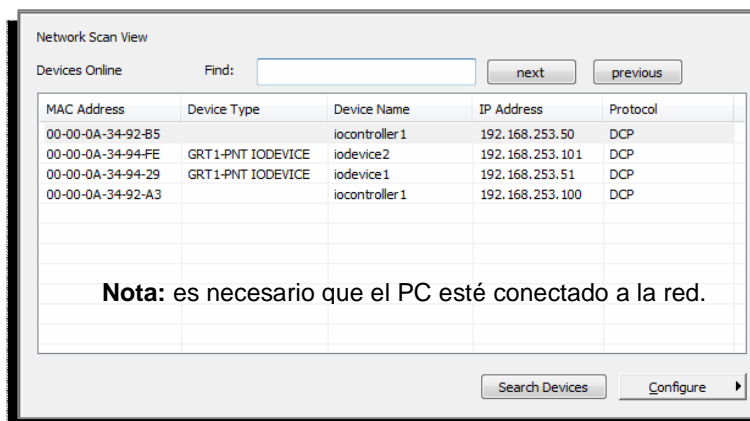 Network Scan View
Devices Online Find: next previous
MAC Address Device Type Device Name IP Address Protocol
00-00-0A-34-92-B5 iocontroller1 192.168.253.50 DCP
00-00-0A-34-94-FE GRT1-PNT IODEVICE iodevice2 192.168.253.101 DCP
00-00-0A-34-94-29 GRT1-PNT IODEVICE iodevice1 192.168.253.51 DCP
00-00-0A-34-92-A3 iocontroller1 192.168.253.100 DCP
Nota: es necesario que el PC esté conectado a la red.
Search Devices Configure